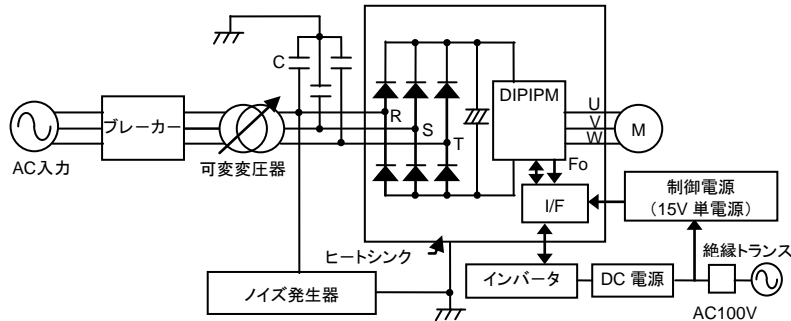 C
R
S
T
DIPIPM
U
V
W
M
Fo
I/F
AC入力
ブレーカー
可変変圧器
制御電源
（15V 単電源）
ヒートシンク
ノイズ発生器
インバータ
DC 電源
絶縁トランス
AC100V